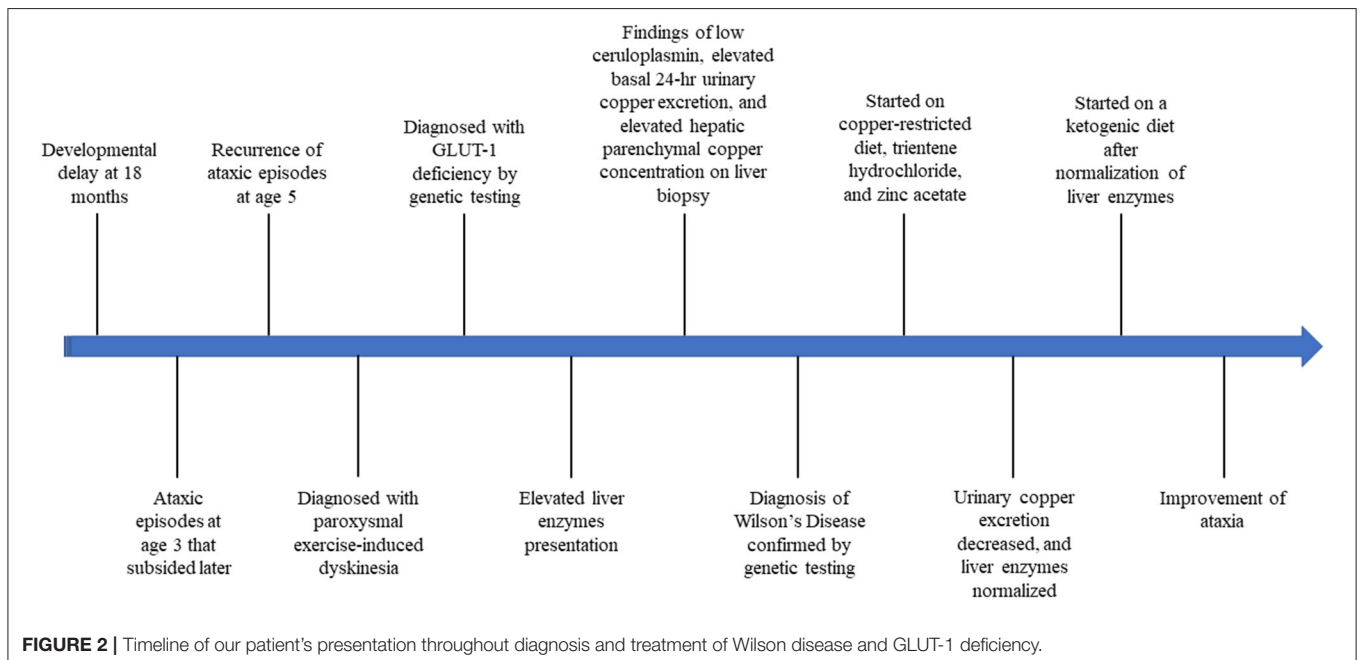 Developmental
delay at 18
months
Ataxic
episodes at
age 3 that
subsided later
Recurrence of
ataxic episodes
at age 5
Diagnosed with
paroxysmal
exercise-induced
dyskinesia
Diagnosed with
GLUT-1
deficiency by
genetic testing
Elevated liver
enzymes
presentation
Findings of low
ceruloplasmin, elevated
basal 24-hr urinary
copper excretion, and
elevated hepatic
parenchymal copper
concentration on liver
biopsy
Diagnosis of
Wilson's Disease
confirmed by
genetic testing
Started on
copper-restricted
diet, trientene
hydrochloride,
and zinc acetate
Urinary copper
excretion
decreased, and
liver enzymes
normalized
Started on a
ketogenic diet
after
normalization of
liver enzymes
Improvement of
ataxia
FIGURE 2 | Timeline of our patient's presentation throughout diagnosis and treatment of Wilson disease and GLUT-1 deficiency.